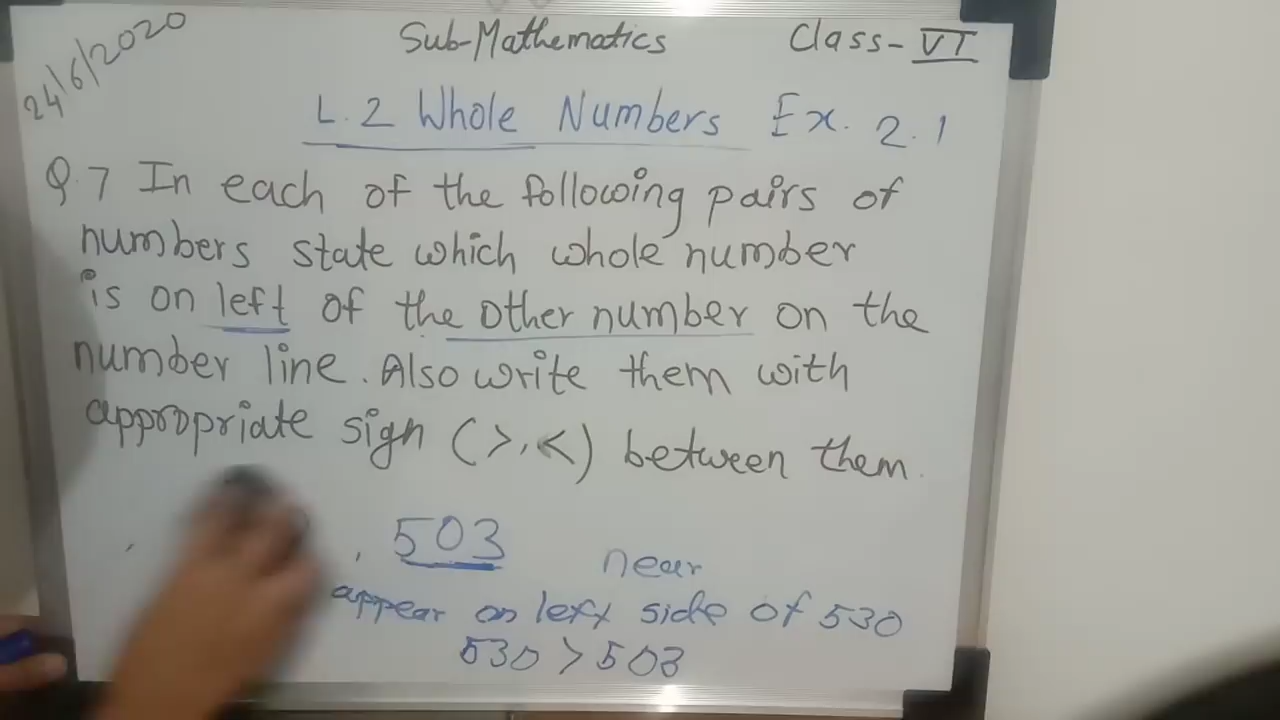 24/6/2020
Sub-Mathematics Class-VI
L.2 Whole Numbers Ex. 2.1
Q.7 In each of the following pairs of
numbers state which whole number
is on left of the other number on the
number line. Also write them with
appropriate sign (>,<) between them.
, 503 near
appear on left side of 530
530 > 503